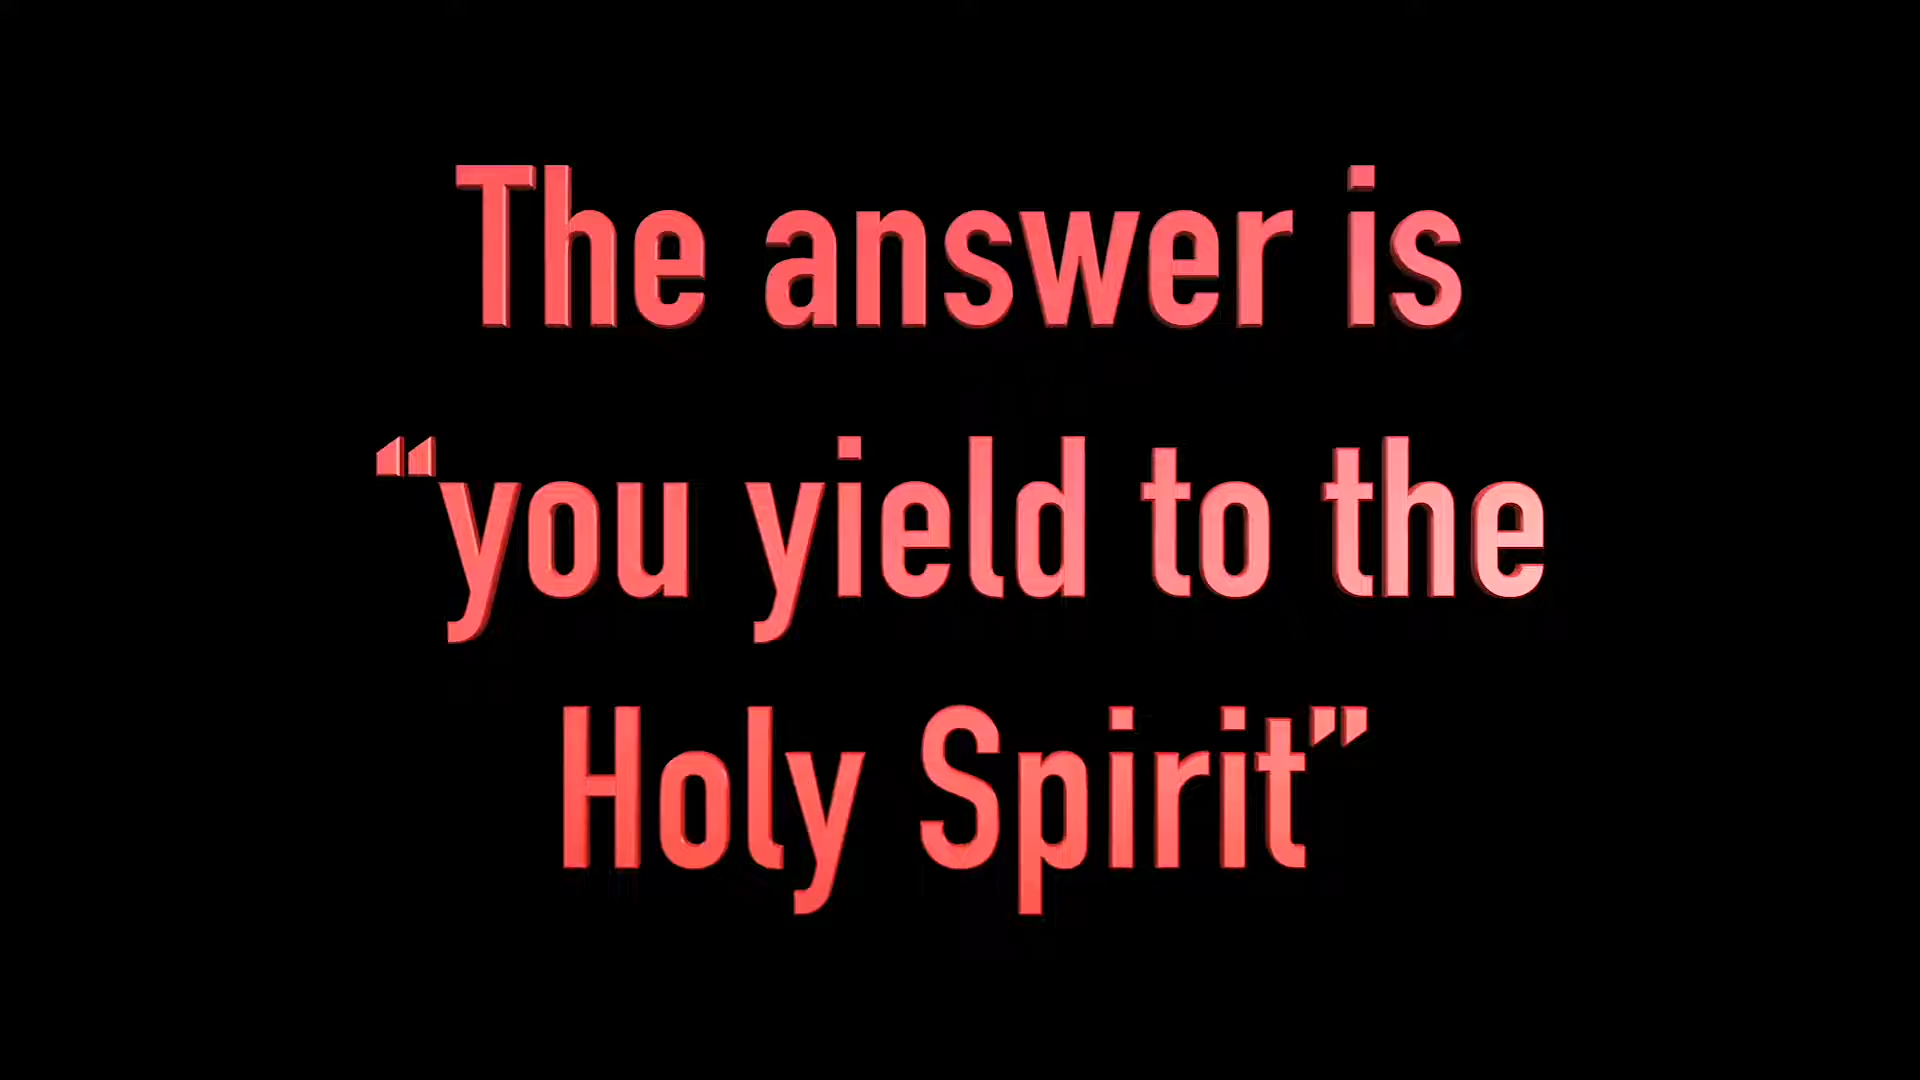 The answer is
“you yield to the
Holy Spirit”